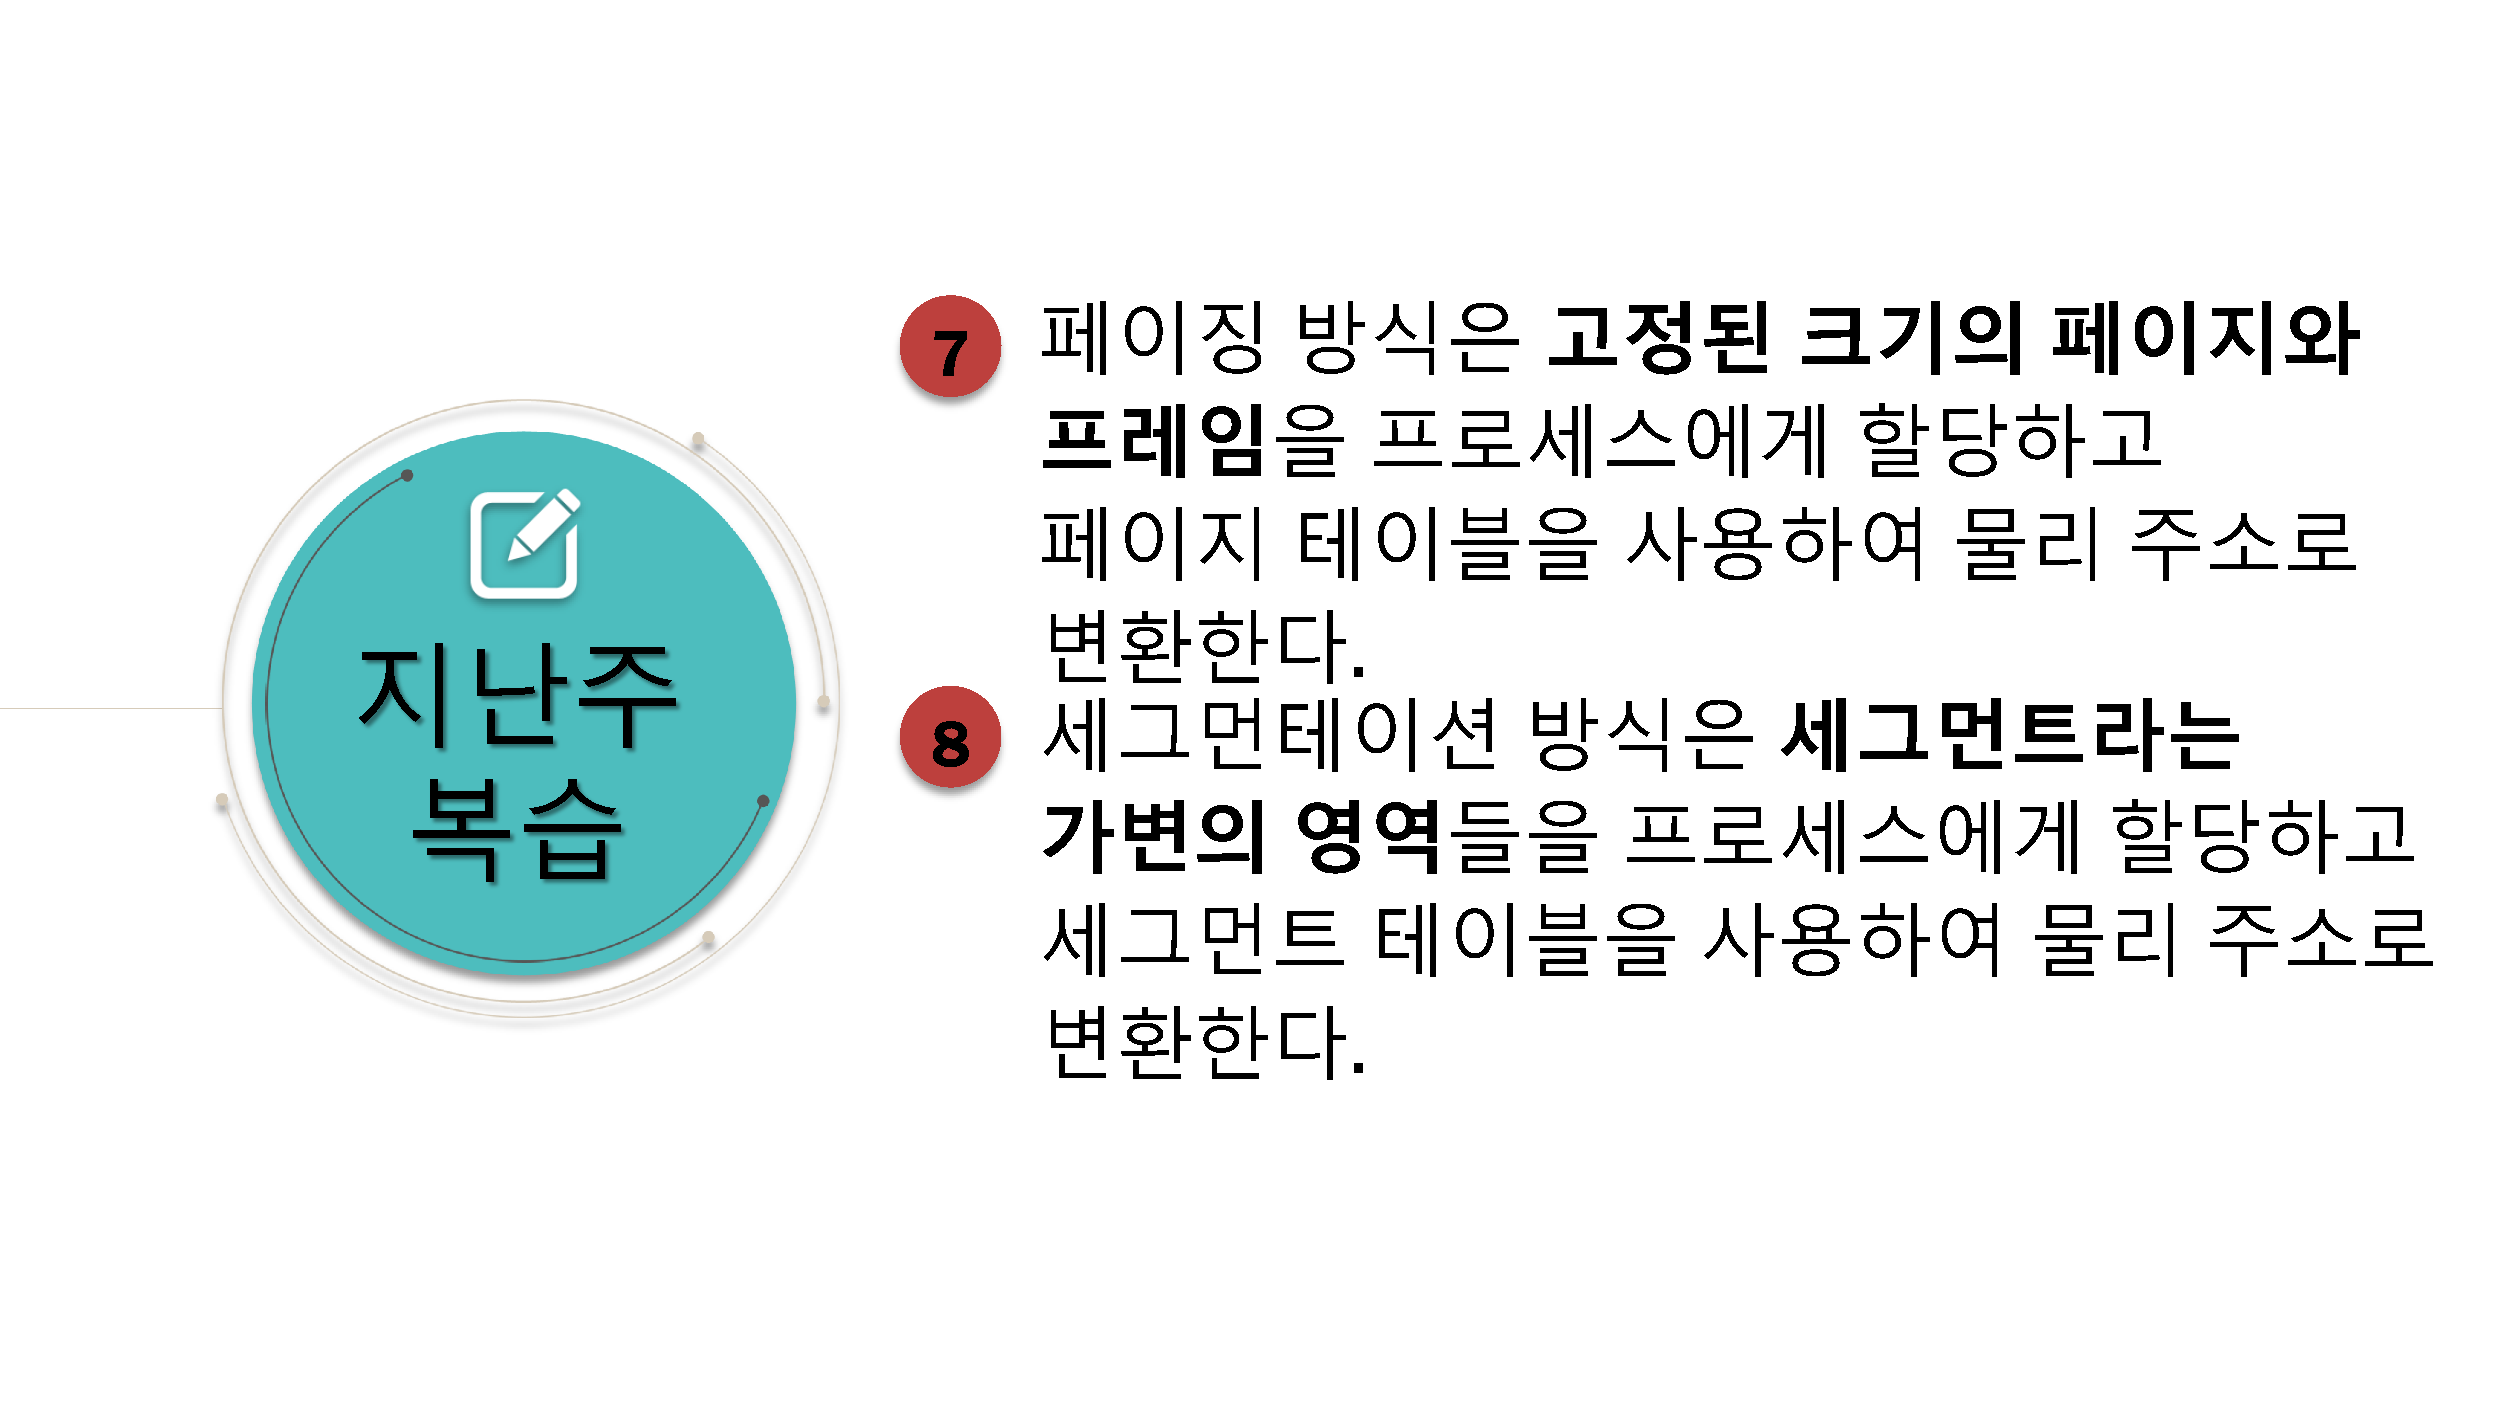 지난주
복습
7
페이징 방식은 고정된 크기의 페이지와
프레임을 프로세스에게 할당하고
페이지 테이블을 사용하여 물리 주소로
변환한다.
8
세그먼테이션 방식은 세그먼트라는
가변의 영역들을 프로세스에게 할당하고
세그먼트 테이블을 사용하여 물리 주소로
변환한다.